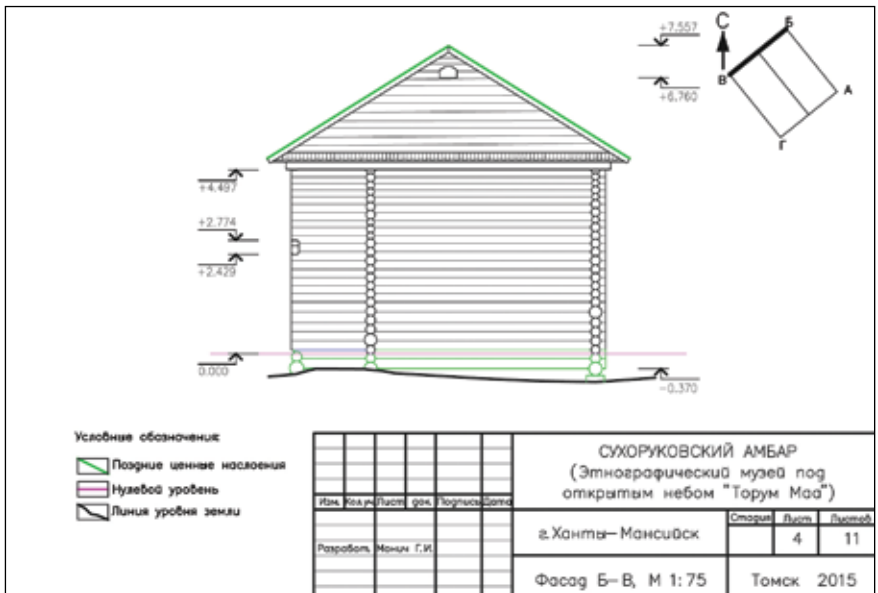 +7.557
+6.760
С
Б
В
А
Г
+4.497
+2.774
+2.429
0.000
-0.370
Условные обозначения:
Поздние ценные наслоения
Нулевой уровень
Линия уровня земли
СУХОРУКОВСКИЙ АМБАР
(Этнографический музей под
открытым небом "Торум Маа")
Изм. Кол.уч Лист док. Подпись Дата
г.Ханты-Мансийск
Стадия Лист Листов
4 11
Разработ. Манич Г.И.
Фасад Б-В, М 1:75
Томск 2015